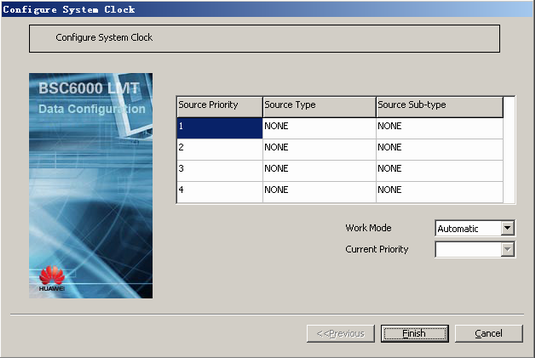 Configure System Clock
Configure System Clock
BSC6000 LMT
Data Configuration
HUAWEI
Source Priority Source Type Source Sub-type
1 NONE NONE
2 NONE NONE
3 NONE NONE
4 NONE NONE
Work Mode Automatic
Current Priority
<<Previous Finish Cancel